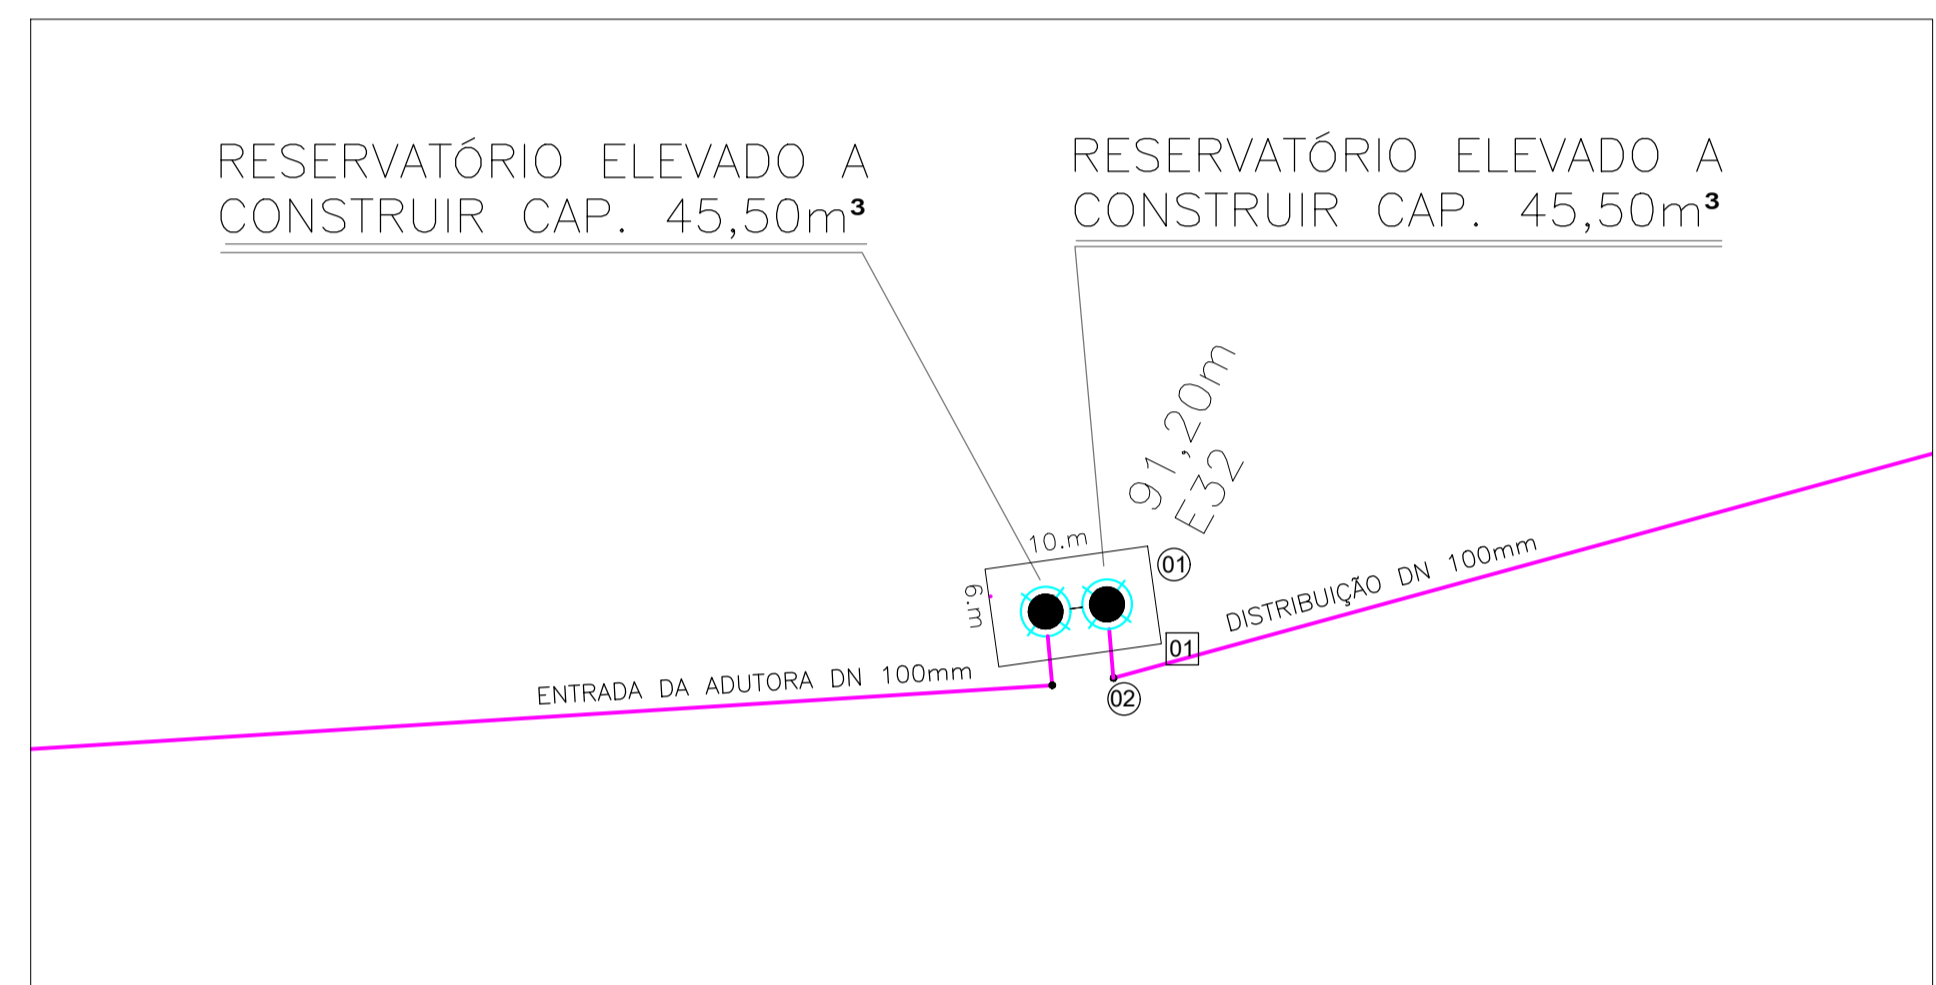 RESERVATÓRIO ELEVADO A
CONSTRUIR CAP. 45,50m³
RESERVATÓRIO ELEVADO A
CONSTRUIR CAP. 45,50m³
91,20m
E32
10.m
01
6.m
DISTRIBUIÇÃO DN 100mm
01
ENTRADA DA ADUTORA DN 100mm
02